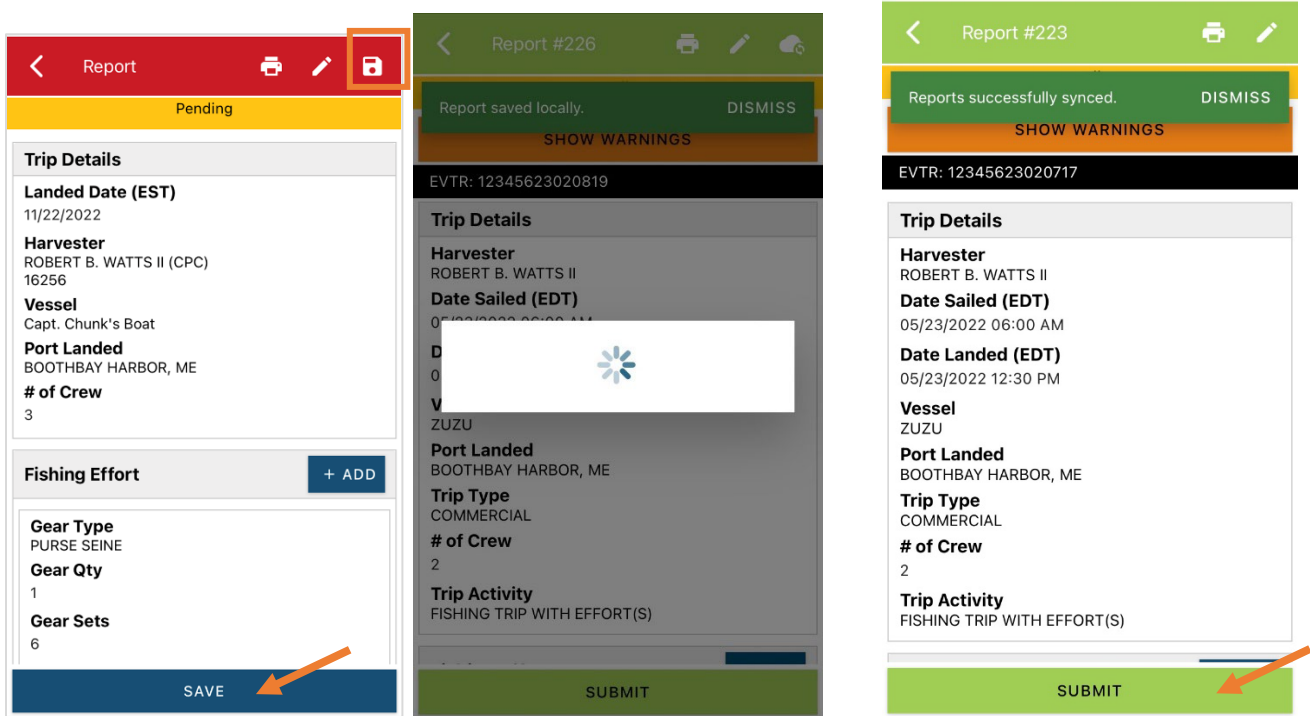 Report
Pending
Trip Details
Landed Date (EST)
11/22/2022
Harvester
ROBERT B. WATTS II (CPC)
16256
Vessel
Capt. Chunk's Boat
Port Landed
BOOTHBAY HARBOR, ME
# of Crew
3
Fishing Effort
+ ADD
Gear Type
PURSE SEINE
Gear Qty
1
Gear Sets
6
SAVE
Report #226
Report saved locally.
DISMISS
SHOW WARNINGS
EVTR: 12345623020819
Trip Details
Harvester
ROBERT B. WATTS II
Date Sailed (EDT)
ZUZU
Port Landed
BOOTHBAY HARBOR, ME
Trip Type
COMMERCIAL
# of Crew
2
Trip Activity
FISHING TRIP WITH EFFORT(S)
SUBMIT
Report #223
Reports successfully synced.
DISMISS
SHOW WARNINGS
EVTR: 12345623020717
Trip Details
Harvester
ROBERT B. WATTS II
Date Sailed (EDT)
05/23/2022 06:00 AM
Date Landed (EDT)
05/23/2022 12:30 PM
Vessel
ZUZU
Port Landed
BOOTHBAY HARBOR, ME
Trip Type
COMMERCIAL
# of Crew
2
Trip Activity
FISHING TRIP WITH EFFORT(S)
SUBMIT